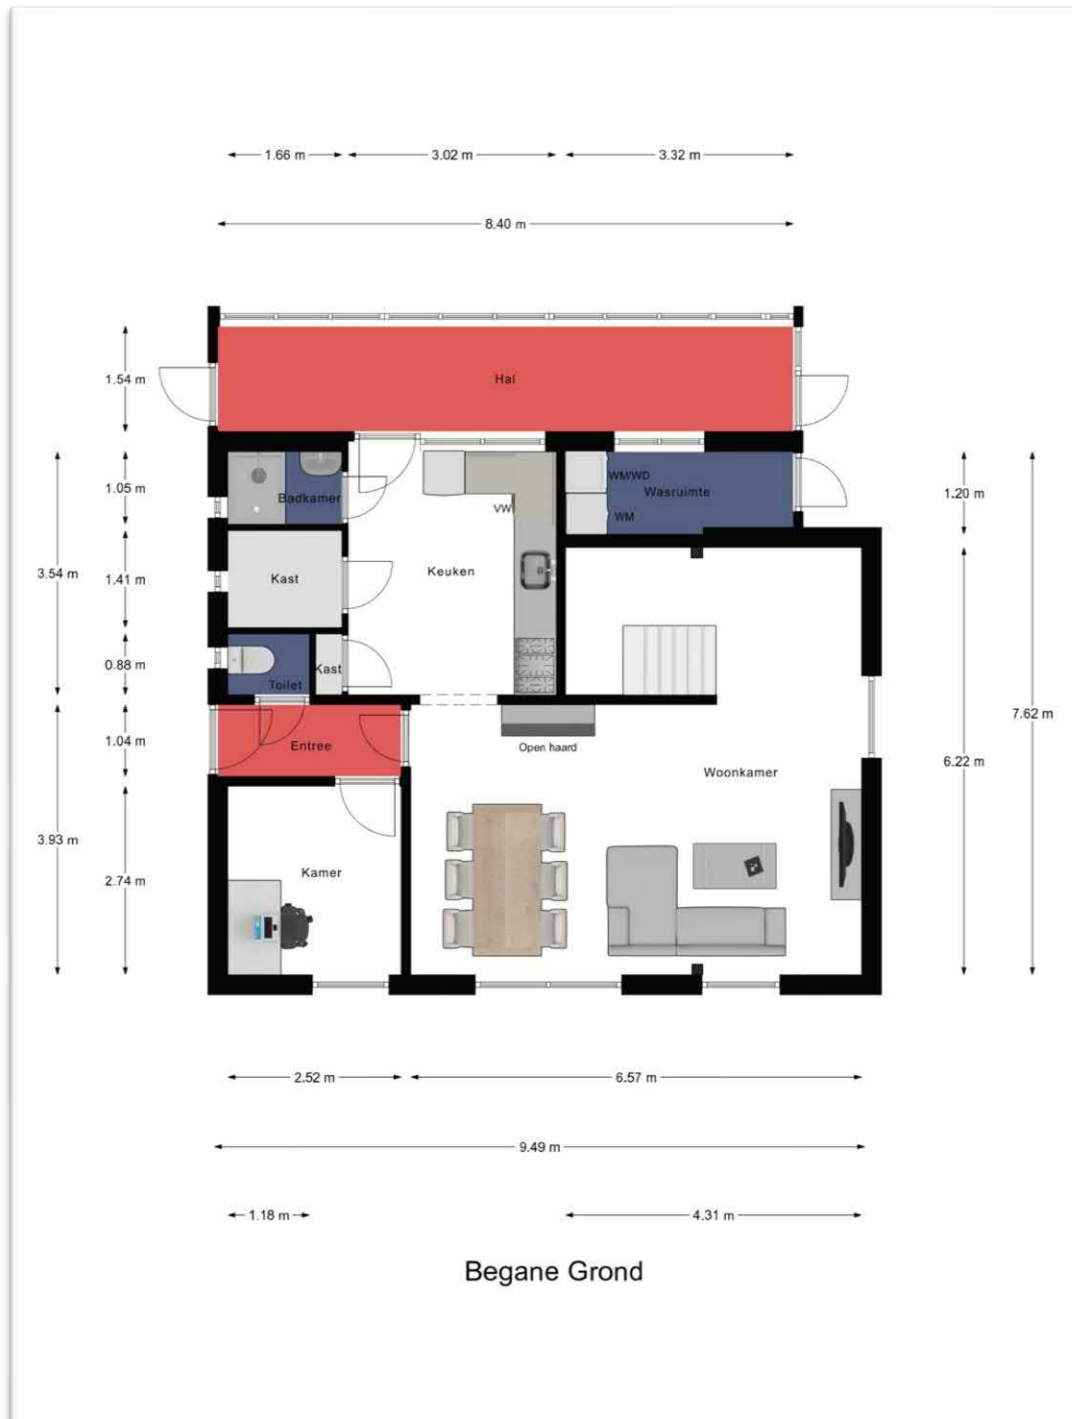 1.66 m
3.02 m
3.32 m
8.40 m
1.54 m
Hal
1.05 m
Badkamer
WM/WD
Wasruimte
1.20 m
VW
WM
3.54 m
1.41 m
Kast
Keuken
0.88 m
Kast
Toilet
1.04 m
Entree
Open haard
7.62 m
6.22 m
Woonkamer
3.93 m
2.74 m
Kamer
2.52 m
6.57 m
9.49 m
1.18 m
4.31 m
Begane Grond